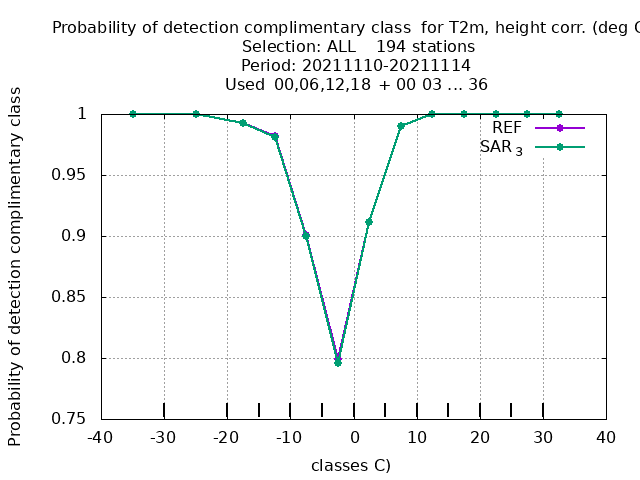 Probability of detection complimentary class for T2m, height corr. (deg C
Selection: ALL 194 stations
Period: 20211110-20211114
Used 00,06,12,18 + 00 03 ... 36
REF
SAR 3
1
0.95
0.9
0.85
0.8
0.75
-40 -30 -20 -10 0 10 20 30 40
classes C)
Probability of detection complimentary class